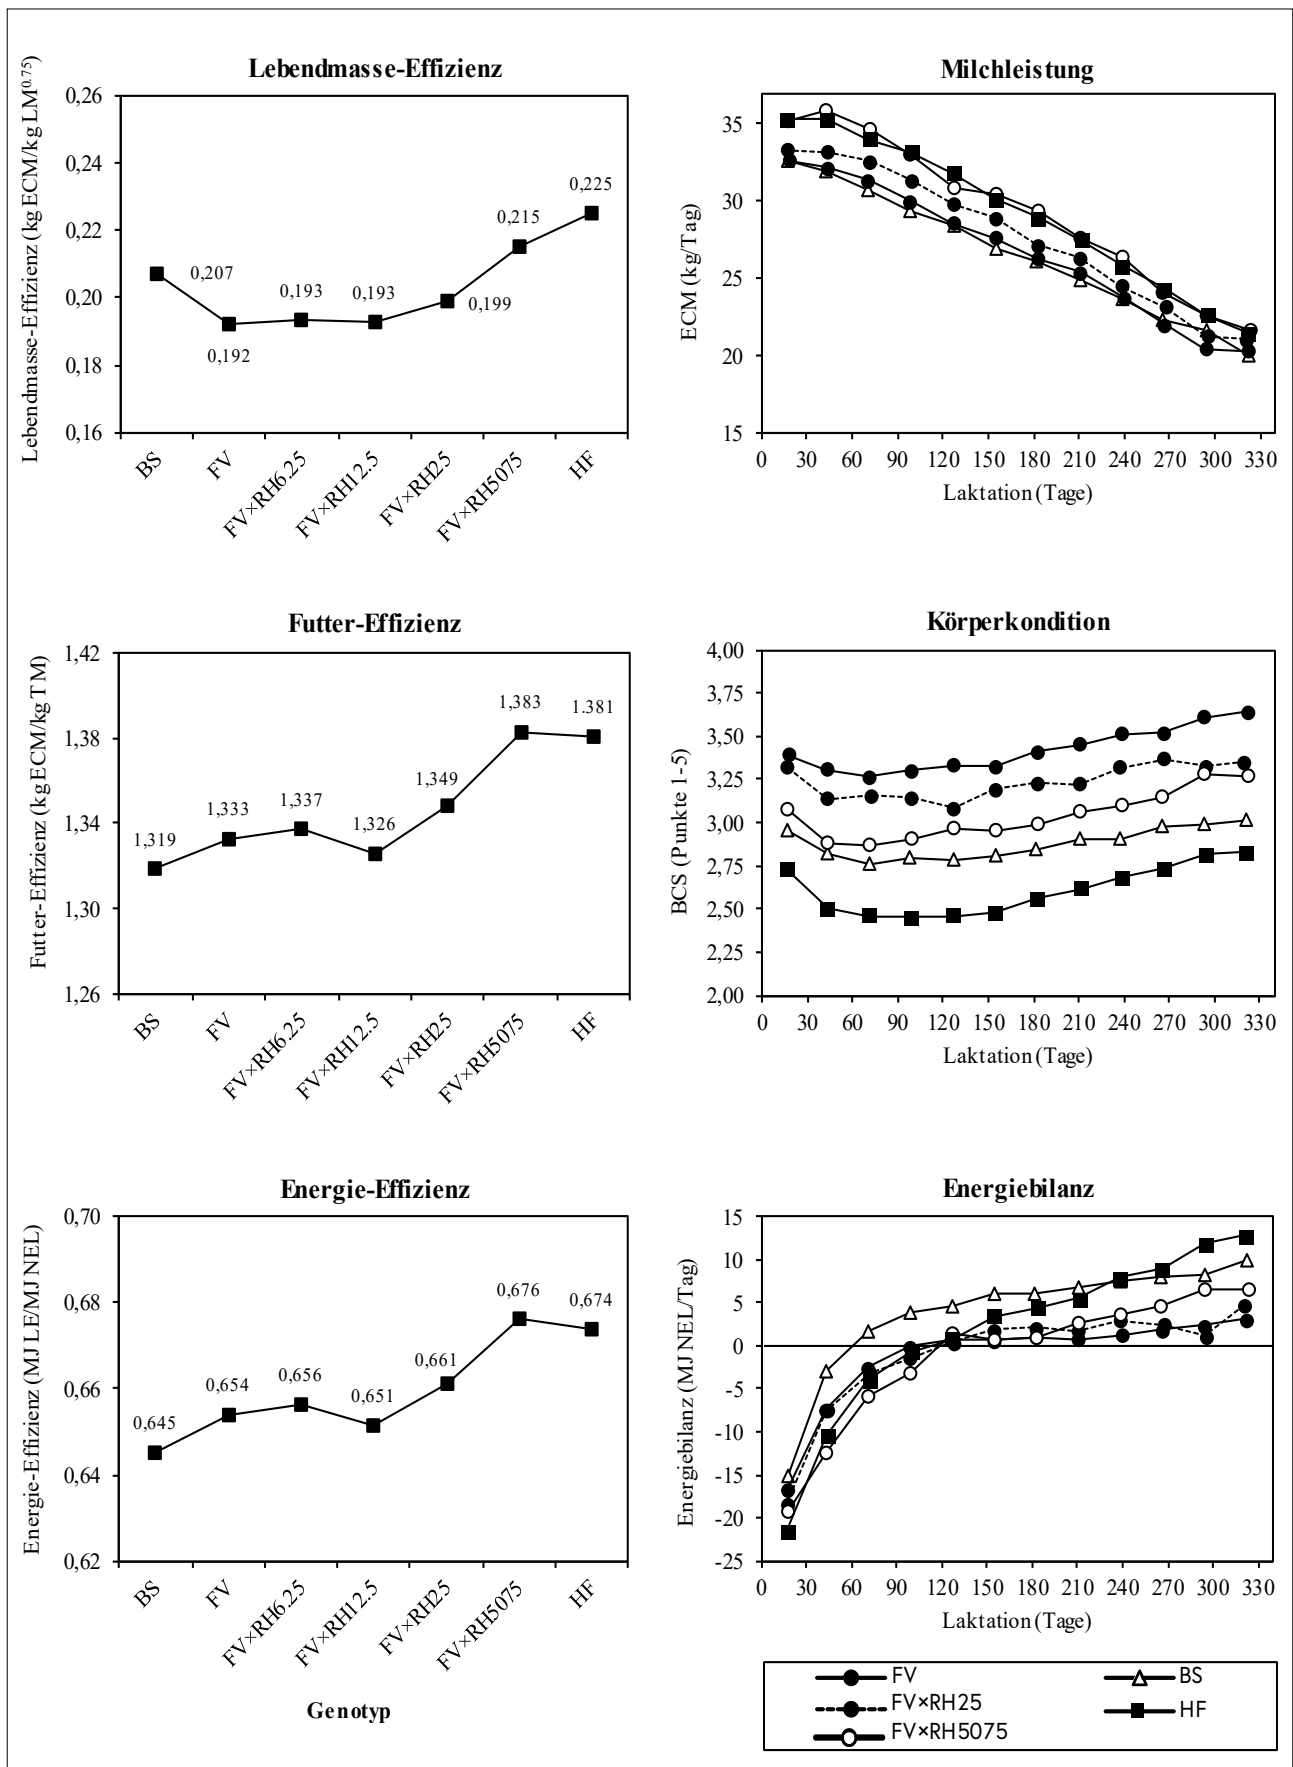 Lebendmasse-Effizienz
Lebendmasse-Effizienz (kg ECM/kg LM^0.75)
0,26
0,24
0,22
0,20
0,18
0,16
0,207
0,192
0,193
0,193
0,199
0,215
0,225
BS
FV
FV×RH6.25
FV×RH12.5
FV×RH25
FV×RH5075
HF
Milchleistung
ECM (kg/Tag)
35
30
25
20
15
0 30 60 90 120 150 180 210 240 270 300 330
Laktation (Tage)
Futter-Effizienz
Futter-Effizienz (kg ECM/kg TM)
1,42
1,38
1,34
1,30
1,26
1,319
1,333
1,337
1,326
1,349
1,383
1.381
BS
FV
FV×RH6.25
FV×RH12.5
FV×RH25
FV×RH5075
HF
Körperkondition
BCS (Punkte 1-5)
4,00
3,75
3,50
3,25
3,00
2,75
2,50
2,25
2,00
0 30 60 90 120 150 180 210 240 270 300 330
Laktation (Tage)
Energie-Effizienz
Energie-Effizienz (MJ LE/MJ NEL)
0,70
0,68
0,66
0,64
0,62
0,645
0,654
0,656
0,651
0,661
0,676
0,674
BS
FV
FV×RH6.25
FV×RH12.5
FV×RH25
FV×RH5075
HF
Genotyp
Energiebilanz
Energiebilanz (MJ NEL/Tag)
15
10
5
0
-5
-10
-15
-20
-25
0 30 60 90 120 150 180 210 240 270 300 330
Laktation (Tage)
FV
BS
FV×RH25
HF
FV×RH5075